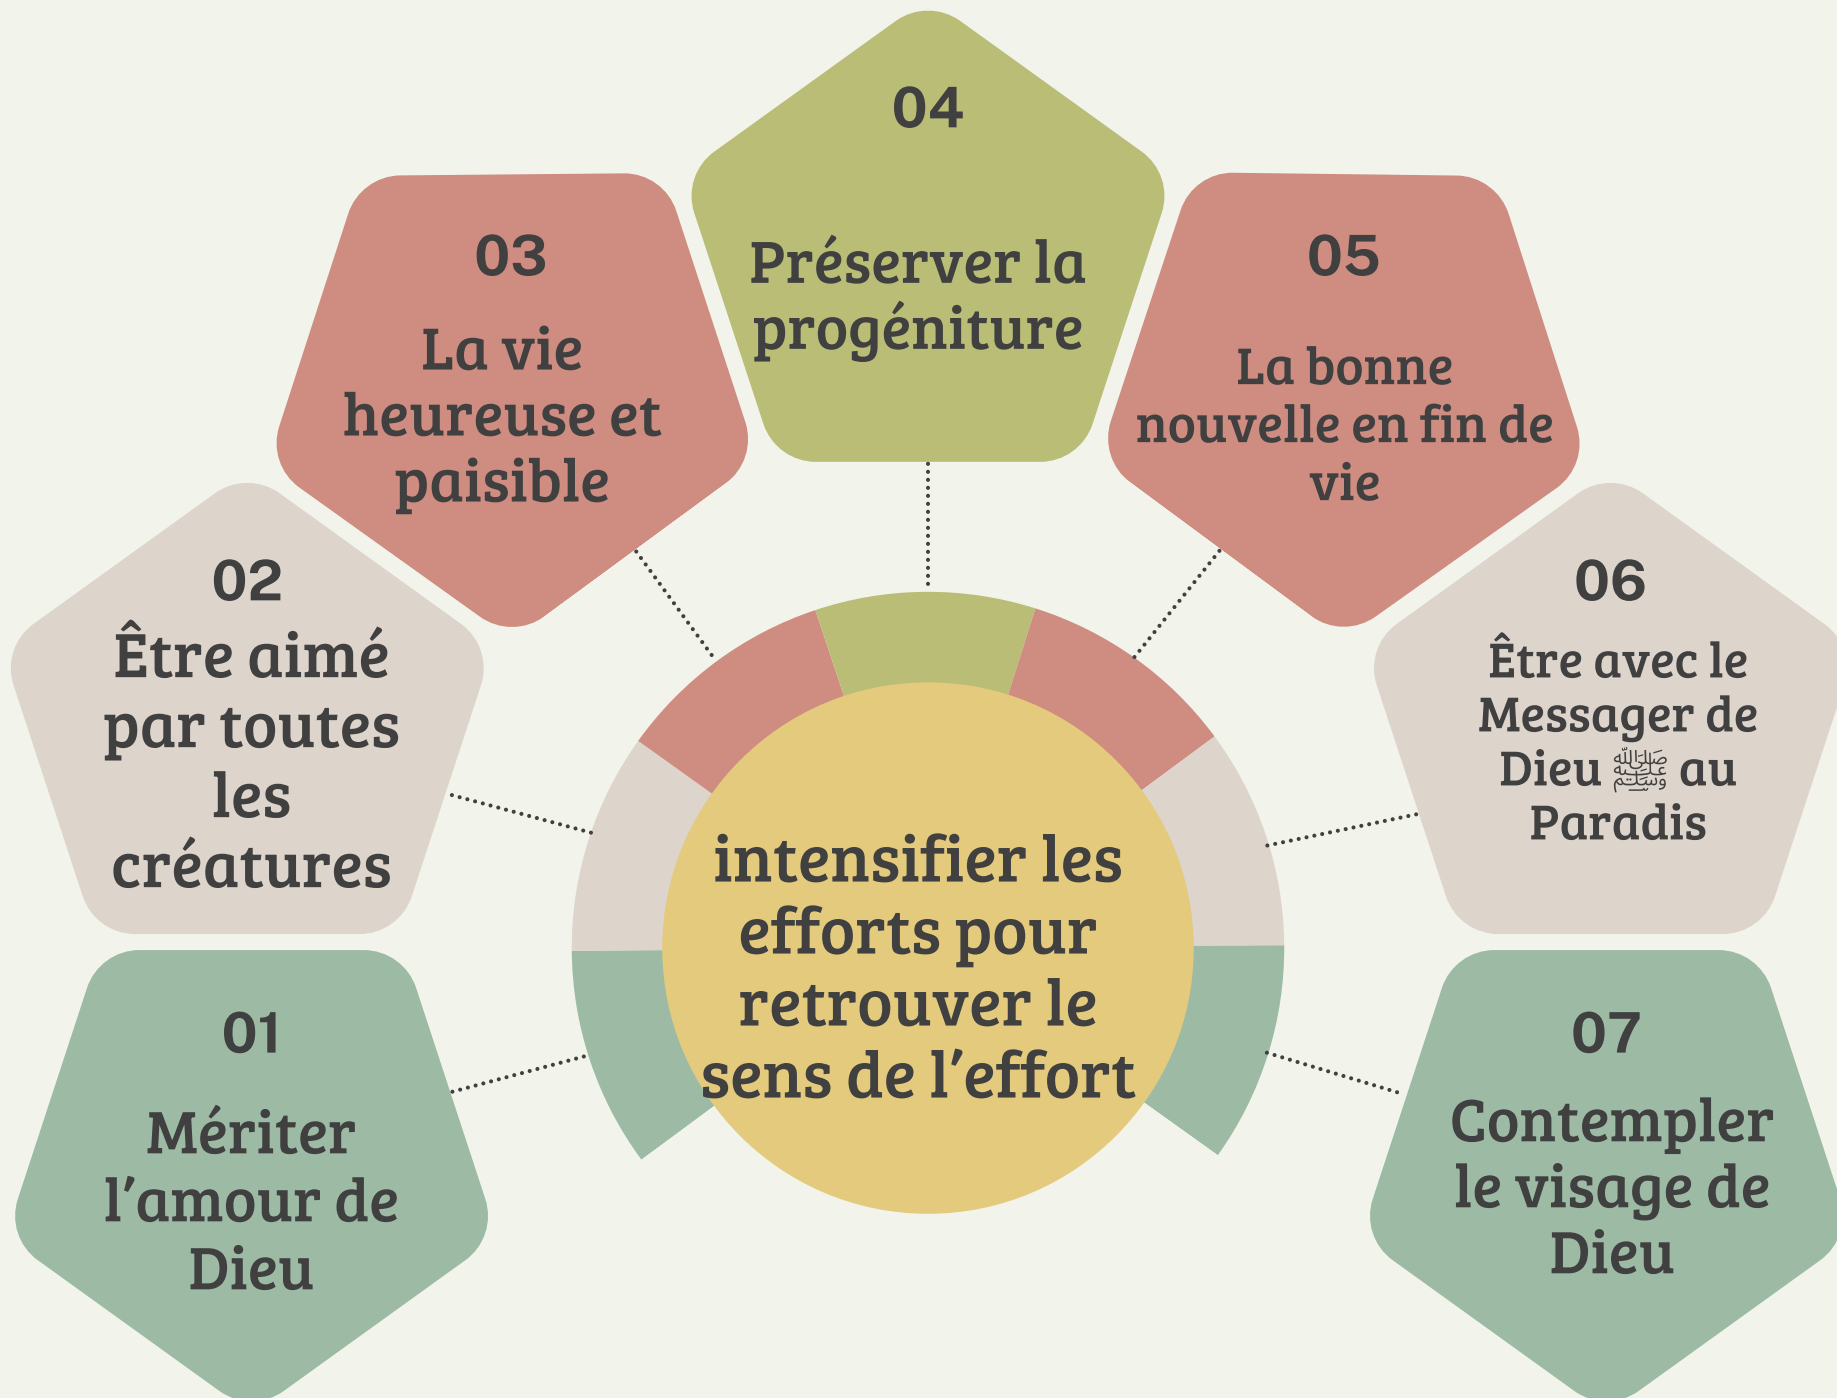 01
Mériter
l’amour de
Dieu
02
Être aimé
par toutes
les
créatures
03
La vie
heureuse et
paisible
04
Préserver la
progéniture
05
La bonne
nouvelle en fin de
vie
06
Être avec le
Messager de
Dieu ﷺ au
Paradis
07
Contempler
le visage de
Dieu
intensifier les
efforts pour
retrouver le
sens de l’effort